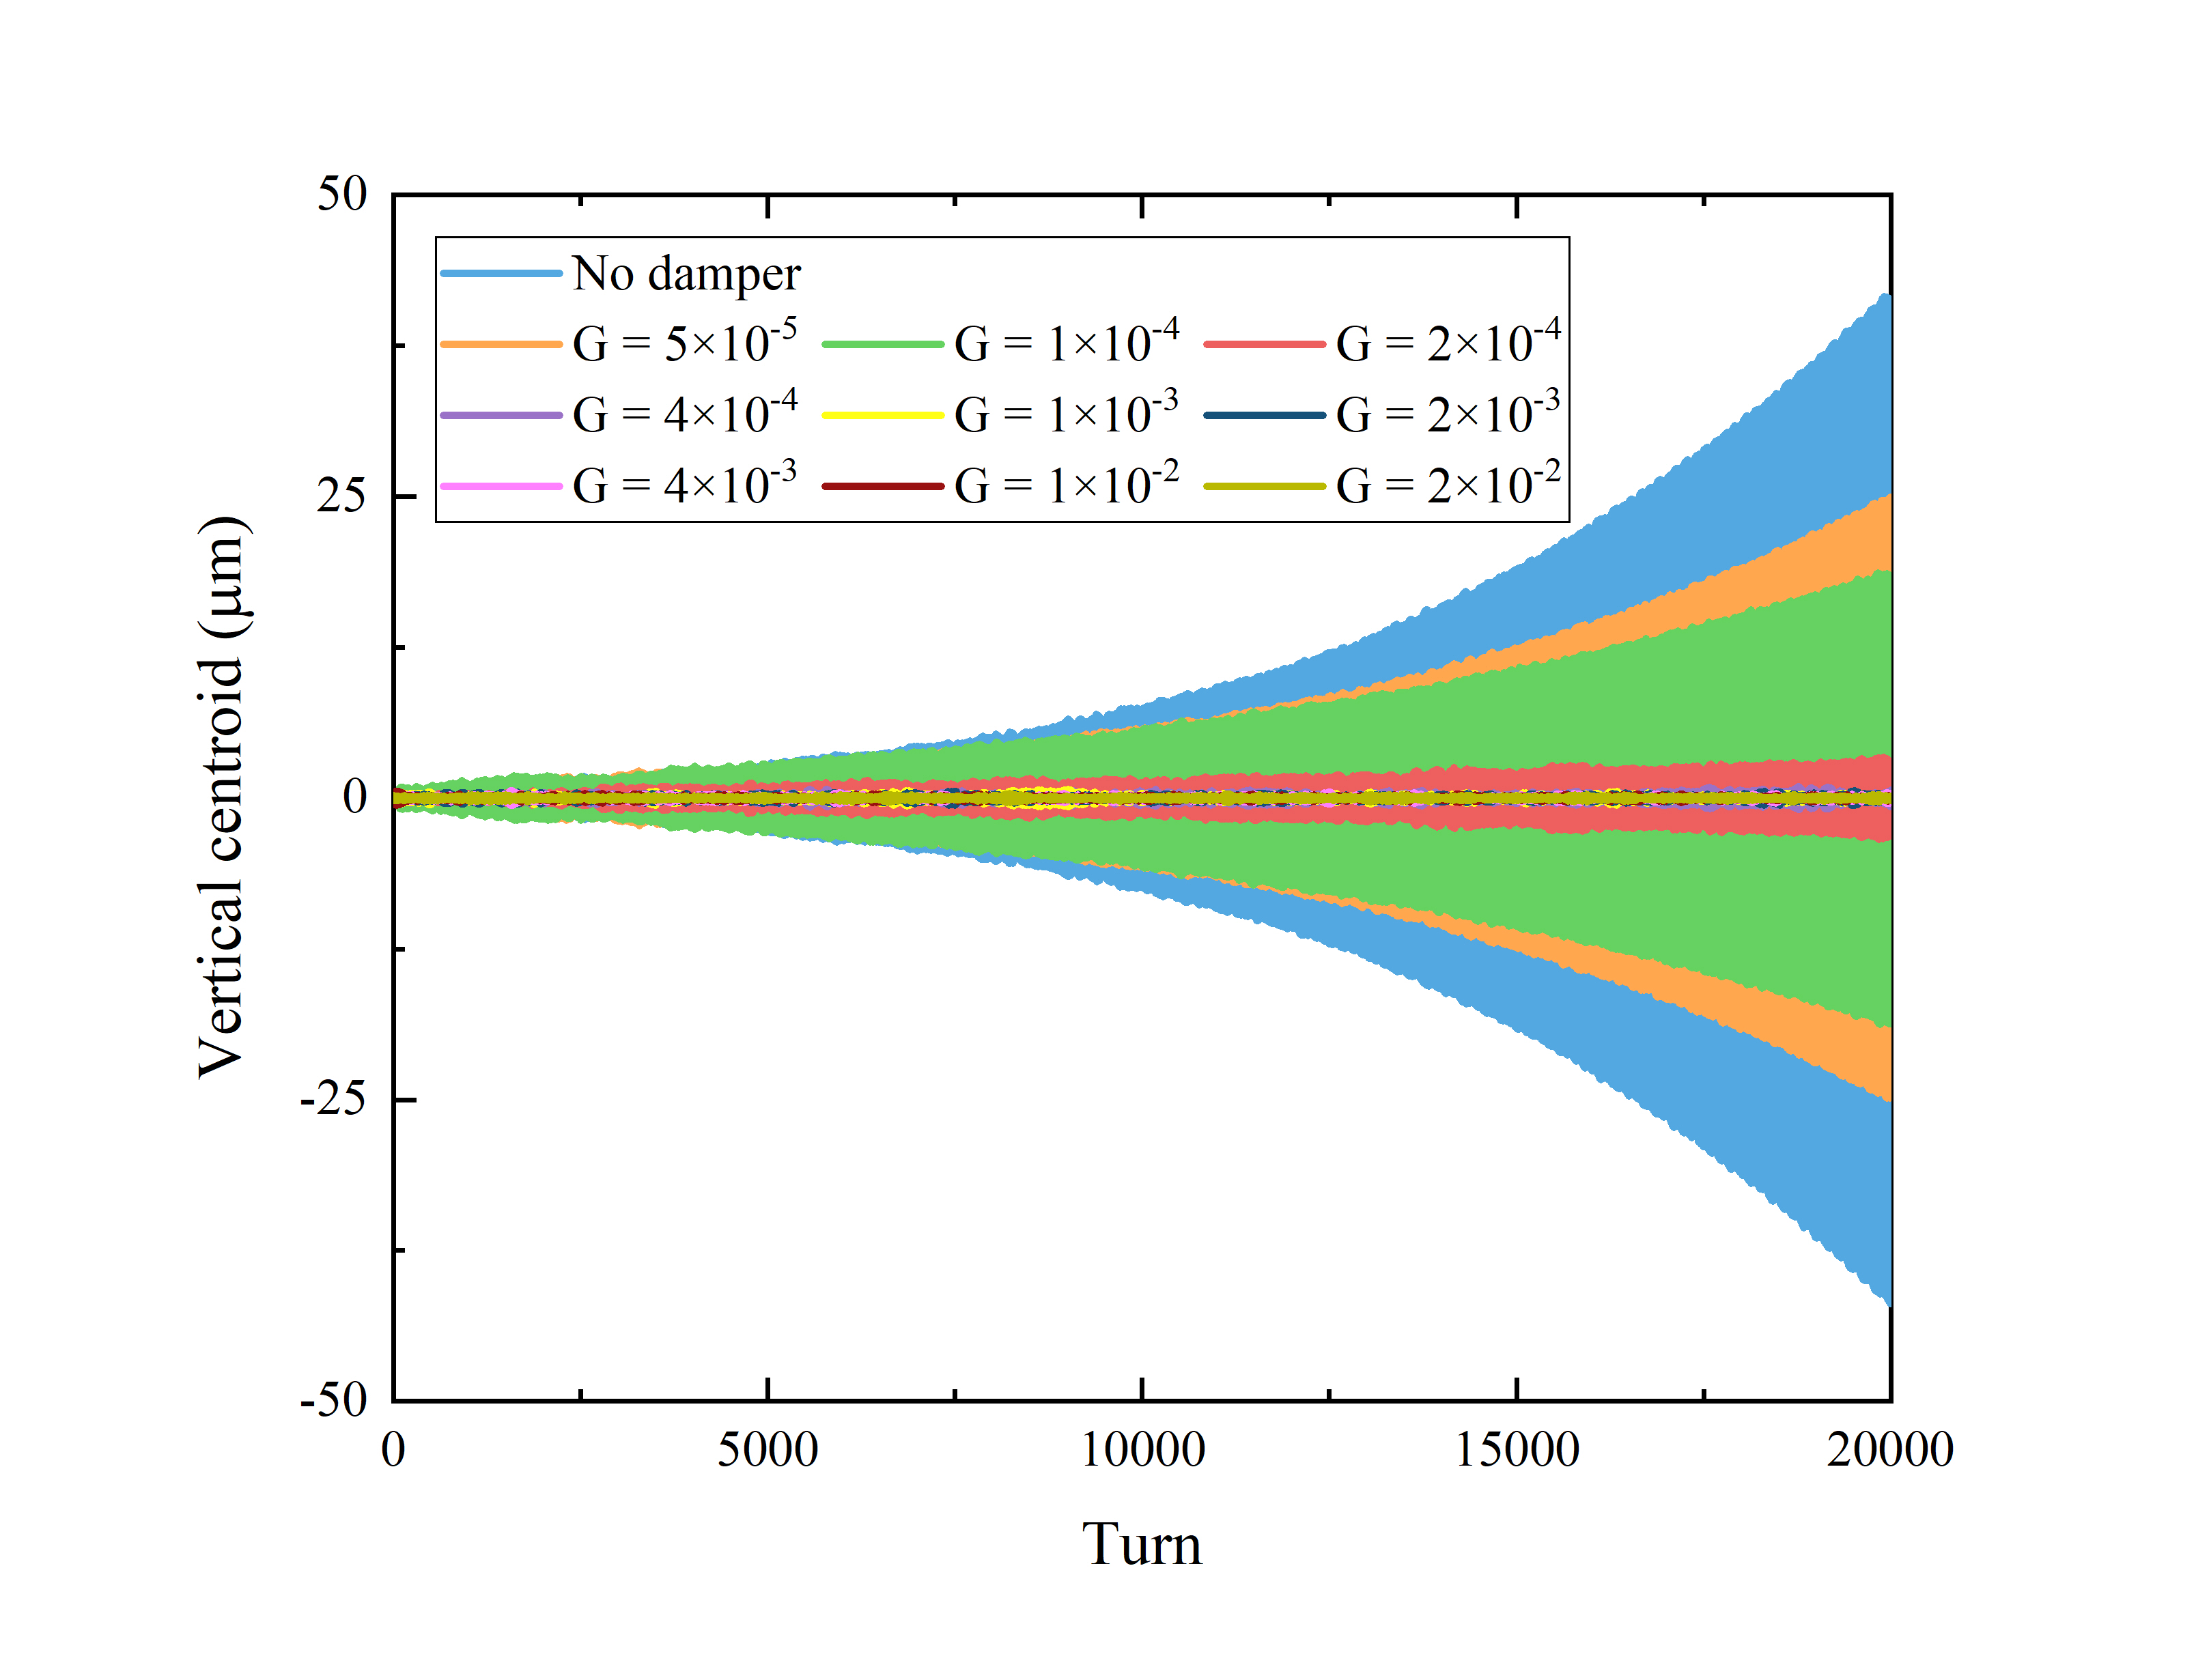 50
25
0
-25
-50
Vertical centroid (μm)
No damper
G = 5×10⁻⁵ G = 1×10⁻⁴ G = 2×10⁻⁴
G = 4×10⁻⁴ G = 1×10⁻³ G = 2×10⁻³
G = 4×10⁻³ G = 1×10⁻² G = 2×10⁻²
0 5000 10000 15000 20000
Turn